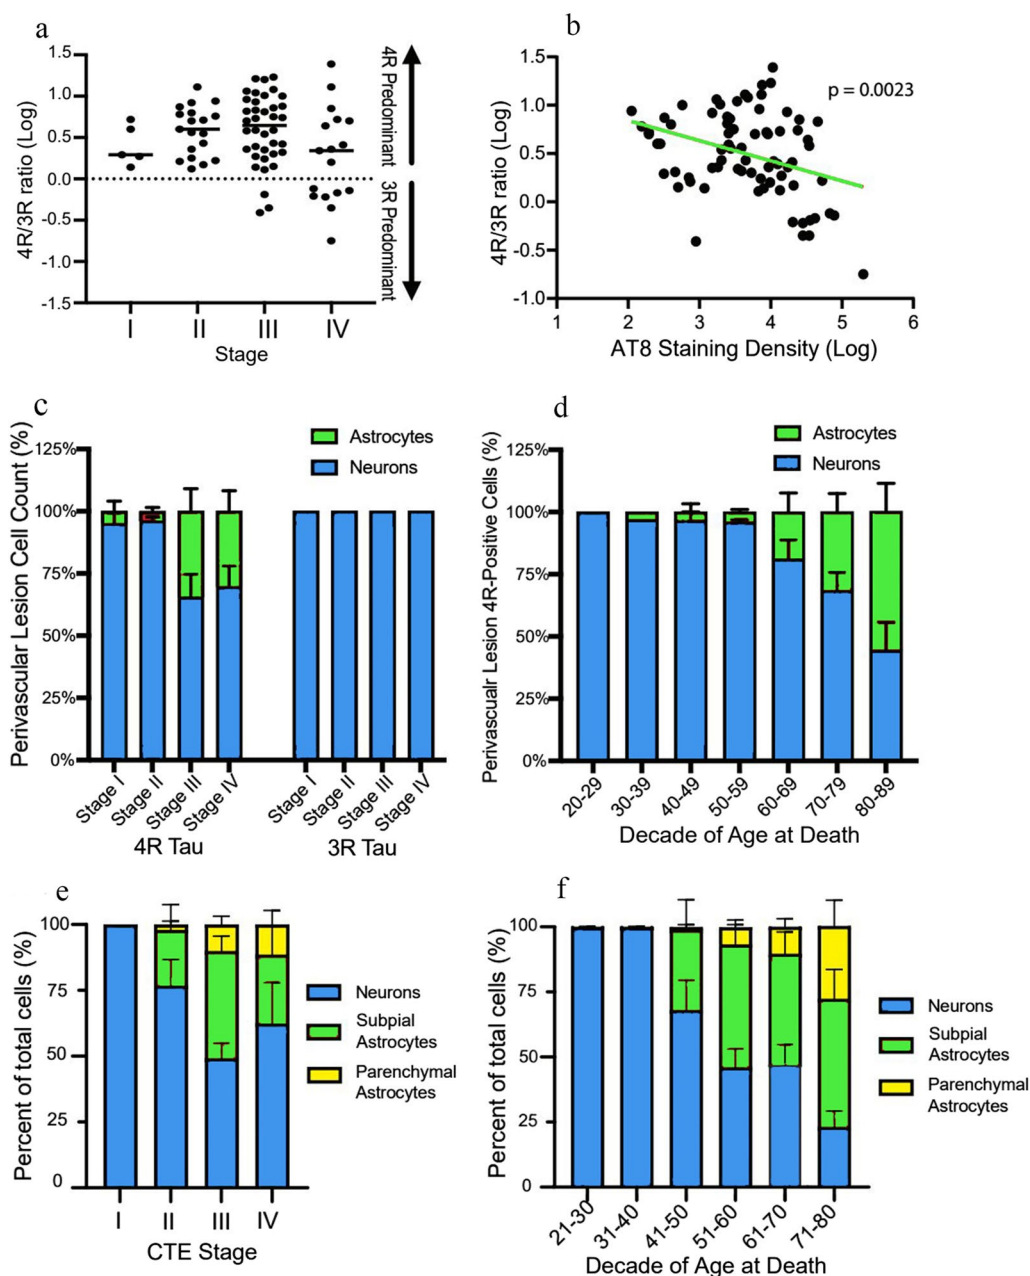 a
4R/3R ratio (Log)
1.5
1.0
0.5
0.0
-0.5
-1.0
-1.5
I
II
III
IV
Stage
4R Predominant
3R Predominant
b
4R/3R ratio (Log)
1.5
1.0
0.5
0.0
-0.5
-1.0
p = 0.0023
1
2
3
4
5
6
AT8 Staining Density (Log)
c
Perivascular Lesion Cell Count (%)
125%
100%
75%
50%
25%
0%
Astrocytes
Neurons
Stage I
Stage II
Stage III
Stage IV
Stage I
Stage II
Stage III
Stage IV
4R Tau
3R Tau
d
Perivascualr Lesion 4R-Positive Cells (%)
125%
100%
75%
50%
25%
0%
Astrocytes
Neurons
20-29
30-39
40-49
50-59
60-69
70-79
80-89
Decade of Age at Death
e
Percent of total cells (%)
100
75
50
25
0
I
II
III
IV
CTE Stage
Neurons
Subpial
Astrocytes
Parenchymal
Astrocytes
f
Percent of total cells (%)
100
75
50
25
0
21-30
31-40
41-50
51-60
61-70
71-80
Decade of Age at Death
Neurons
Subpial
Astrocytes
Parenchymal
Astrocytes